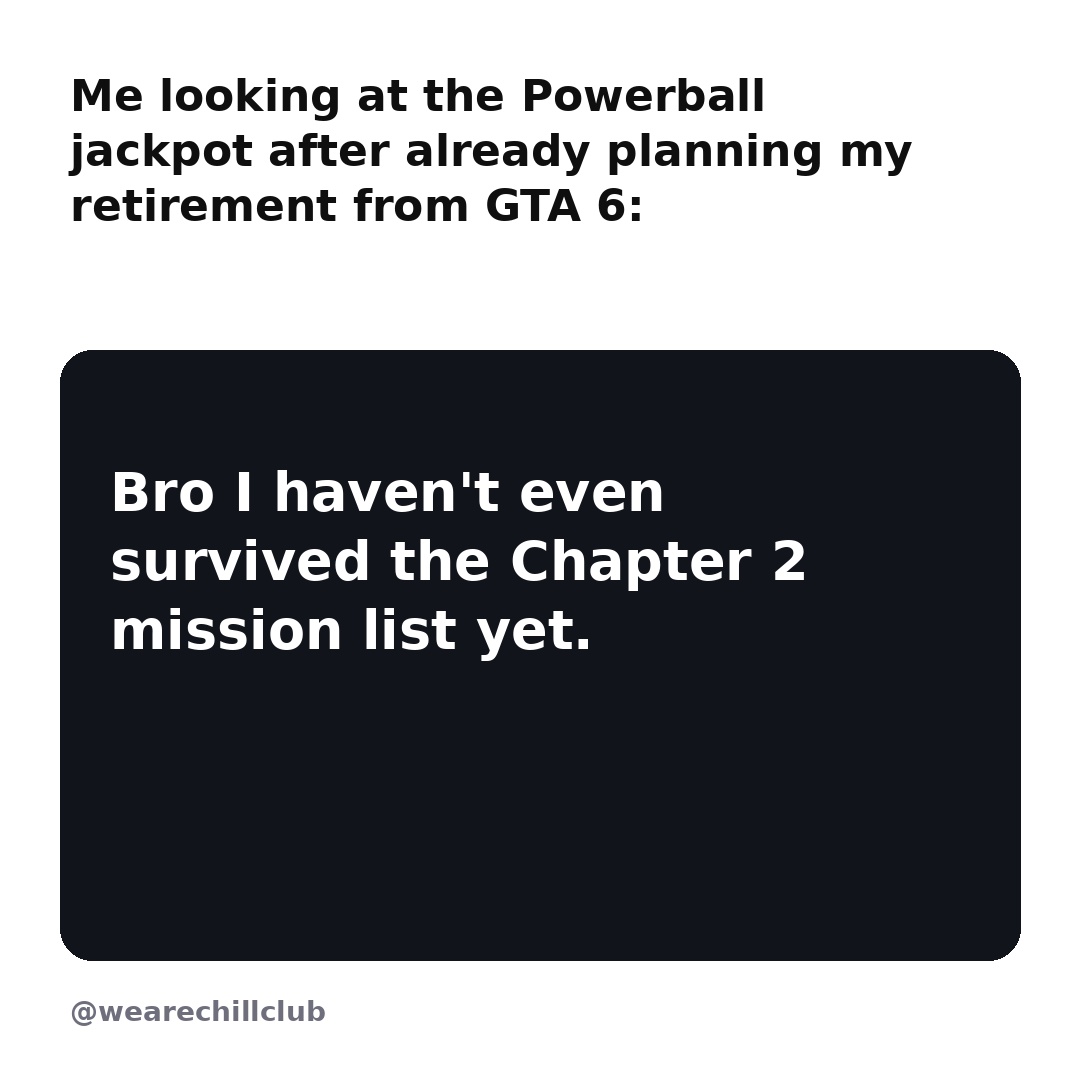 Me looking at the Powerball
jackpot after already planning my
retirement from GTA 6:
Bro I haven't even
survived the Chapter 2
mission list yet.
@wearechillclub